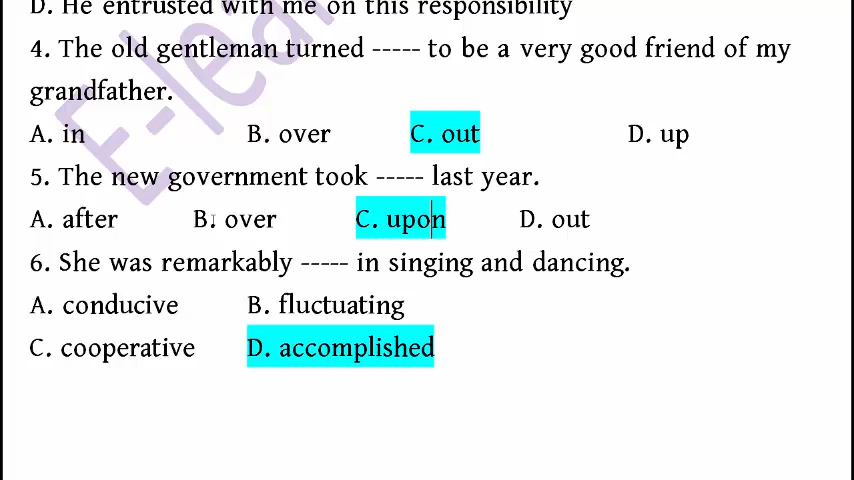 D. He entrusted with me on this responsibility
4. The old gentleman turned ----- to be a very good friend of my
grandfather.
A. in B. over C. out D. up
5. The new government took ----- last year.
A. after B. over C. upon D. out
6. She was remarkably ----- in singing and dancing.
A. conducive B. fluctuating
C. cooperative D. accomplished